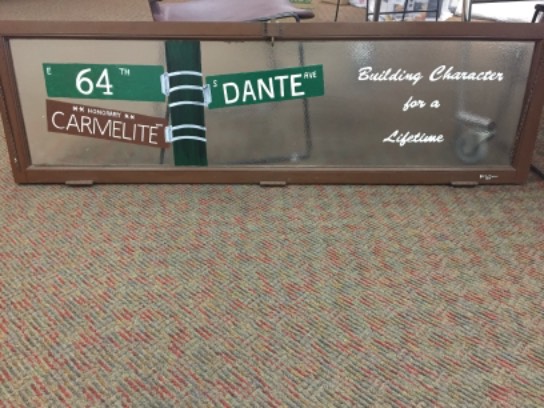 E 64 TH
HONORARY
CARMELITE
S DANTE AVE
Building Character
for a
Lifetime